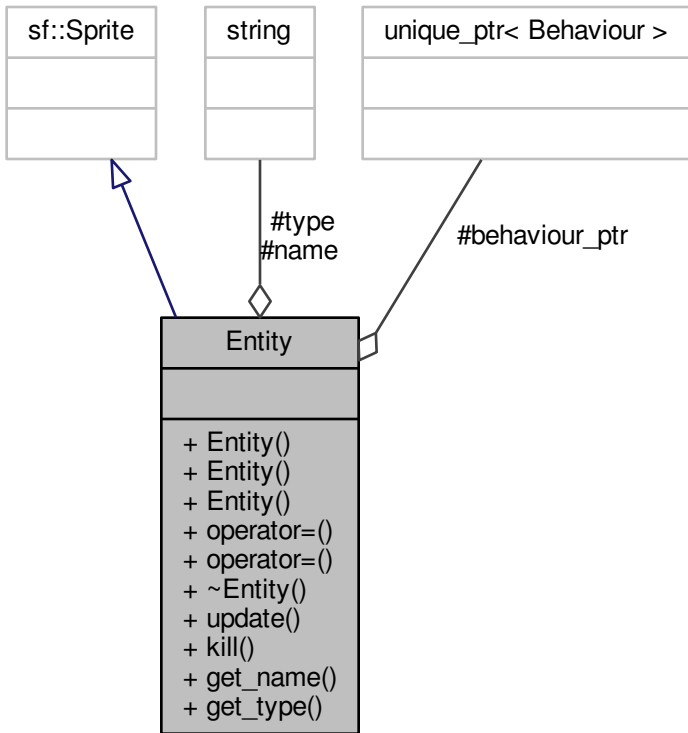 sf::Sprite
string
unique_ptr< Behaviour >
#type
#name
#behaviour_ptr
Entity
+ Entity()
+ Entity()
+ Entity()
+ operator=()
+ operator=()
+ ~Entity()
+ update()
+ kill()
+ get_name()
+ get_type()